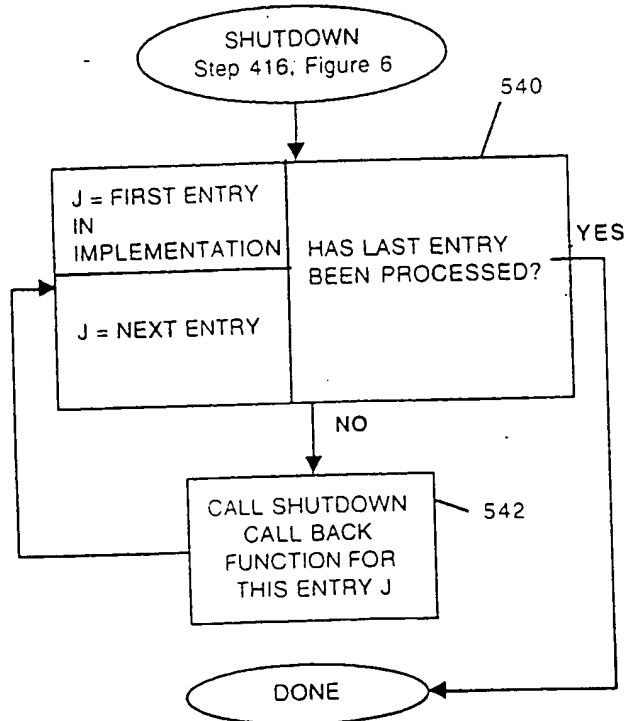 SHUTDOWN
Step 416, Figure 6
540
J = FIRST ENTRY
IN
IMPLEMENTATION
HAS LAST ENTRY
BEEN PROCESSED?
YES
J = NEXT ENTRY
NO
CALL SHUTDOWN
CALL BACK
FUNCTION FOR
THIS ENTRY J
542
DONE